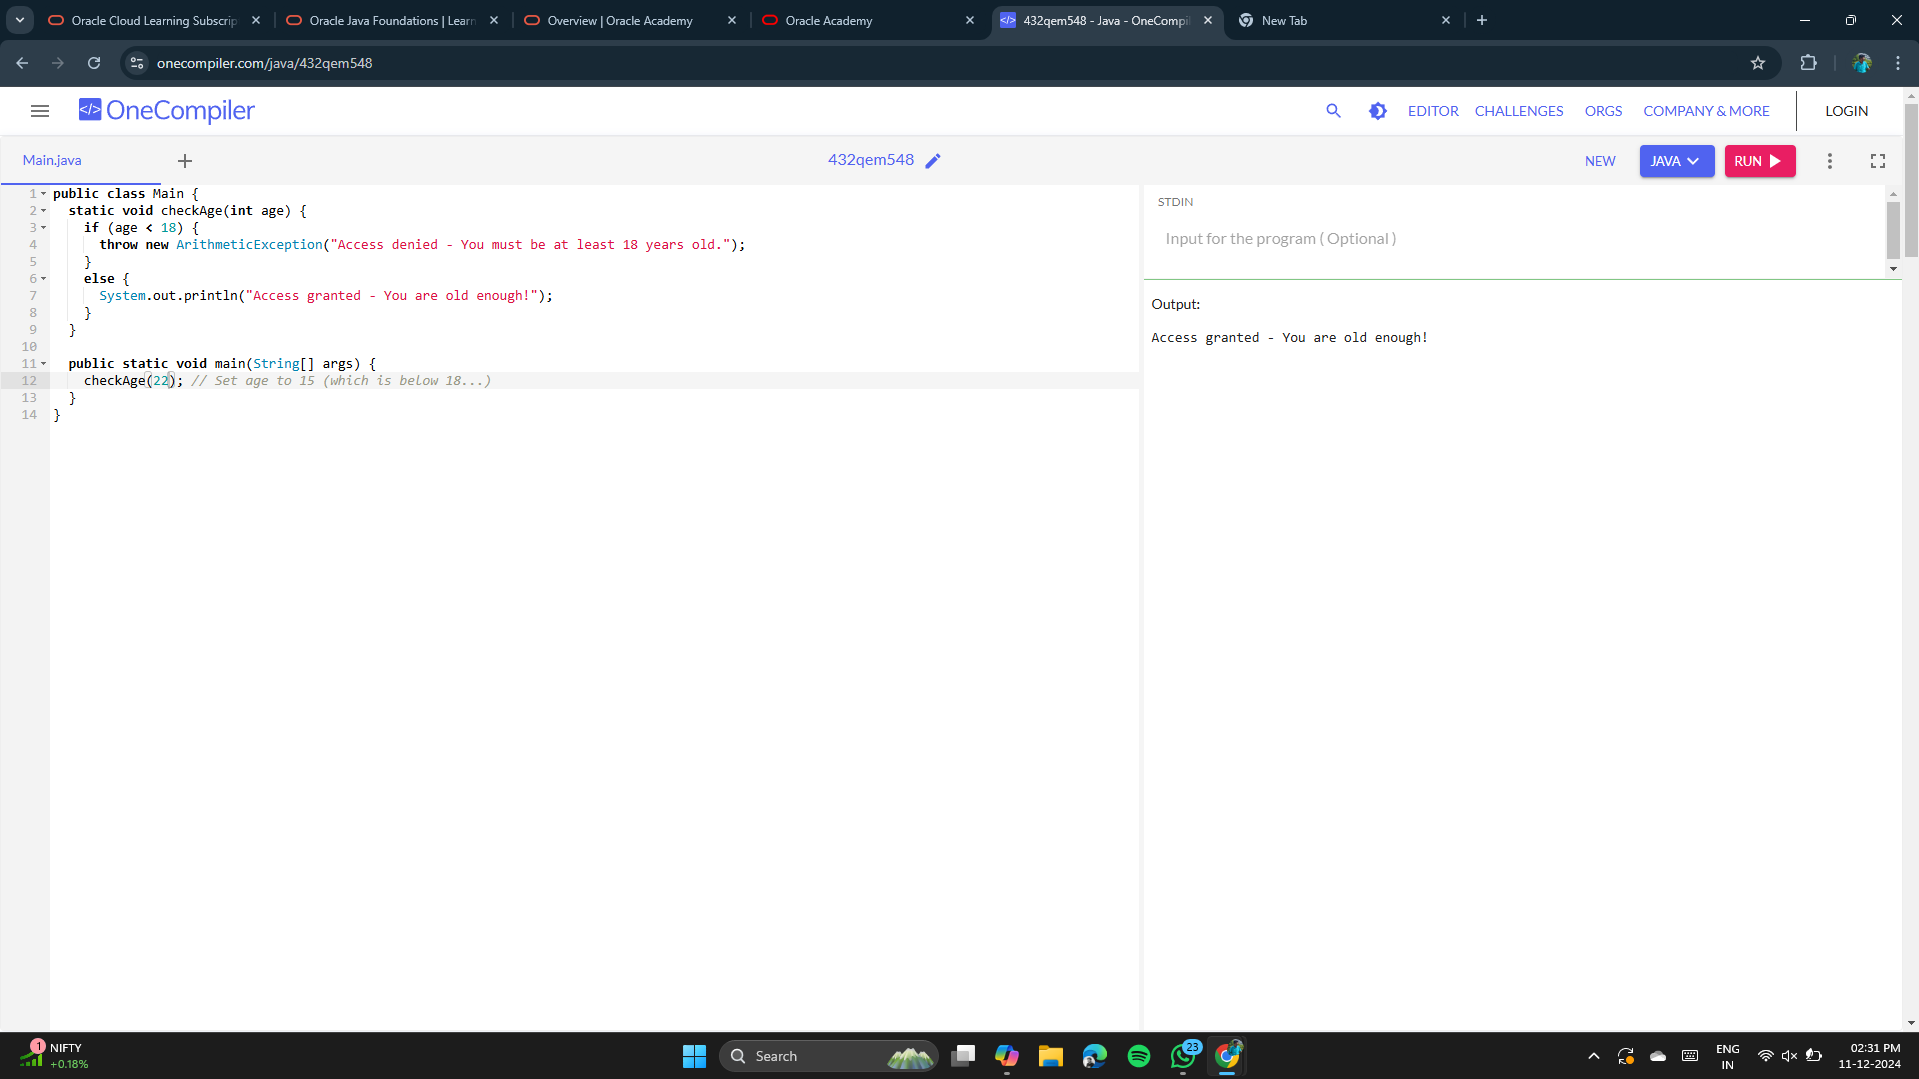 Oracle Cloud Learning Subscrip
Oracle Java Foundations | Learn
Overview | Oracle Academy
Oracle Academy
432qem548 - Java - OneCompil
New Tab
onecompiler.com/java/432qem548
OneCompiler
EDITOR
CHALLENGES
ORGS
COMPANY & MORE
LOGIN
Main.java
432qem548
NEW
JAVA
RUN
1 public class Main {
2 static void checkAge(int age) {
3 if (age < 18) {
4 throw new ArithmeticException("Access denied - You must be at least 18 years old.");
5 }
6 else {
7 System.out.println("Access granted - You are old enough!");
8 }
9 }
10
11 public static void main(String[] args) {
12 checkAge(22); // Set age to 15 (which is below 18...)
13 }
14 }
STDIN
Input for the program ( Optional )
Output:
Access granted - You are old enough!
1
NIFTY
+0.18%
Search
23
ENG
IN
02:31 PM
11-12-2024